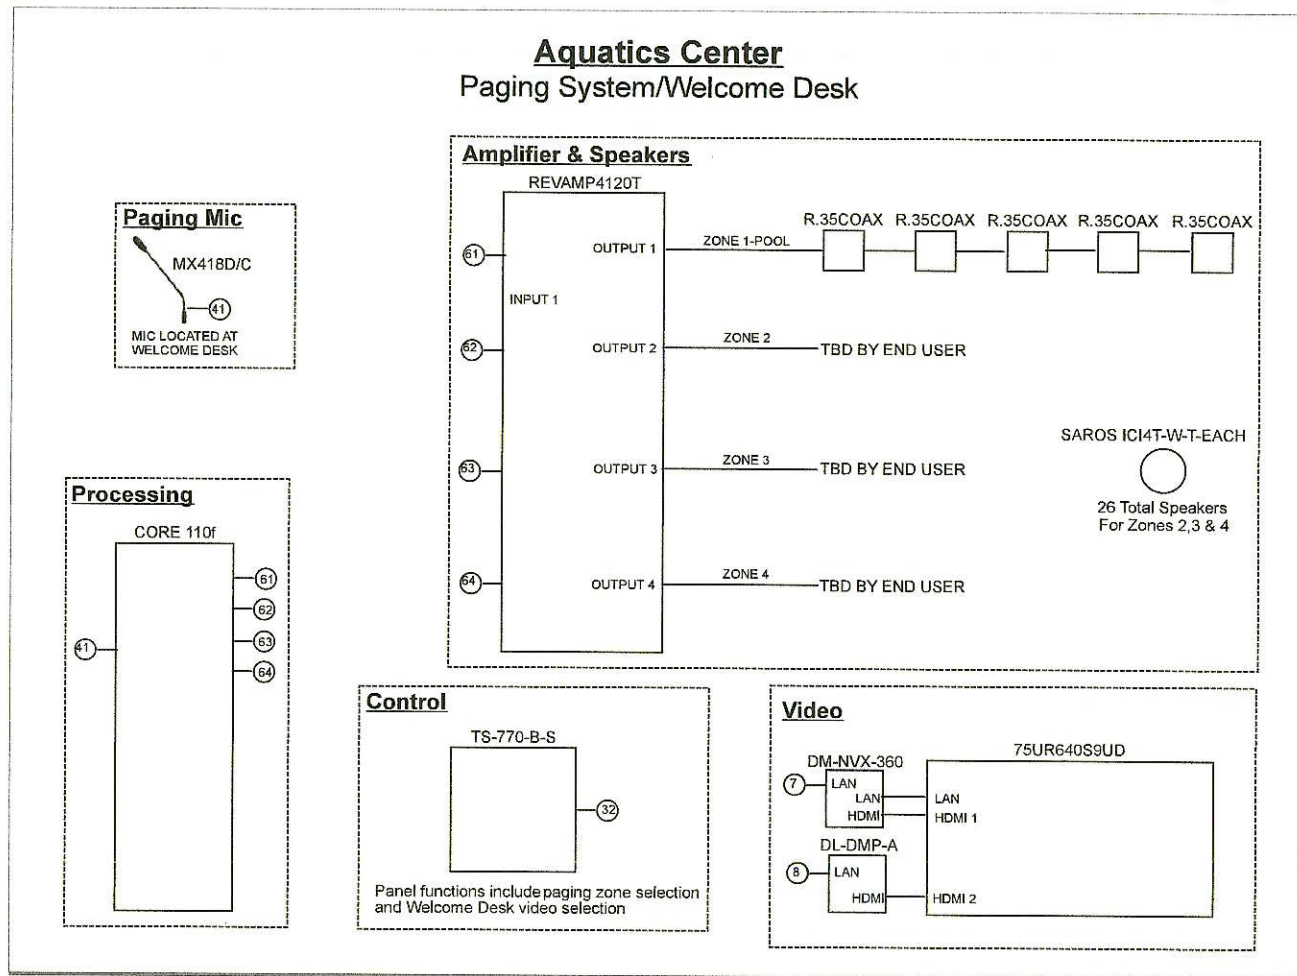 Aquatics Center
Paging System/Welcome Desk
Paging Mic
MX418D/C
41
MIC LOCATED AT
WELCOME DESK
Amplifier & Speakers
REVAMP4120T
61
INPUT 1
62
63
64
OUTPUT 1
ZONE 1-POOL
R.35COAX R.35COAX R.35COAX R.35COAX R.35COAX
OUTPUT 2
ZONE 2
TBD BY END USER
OUTPUT 3
ZONE 3
TBD BY END USER
OUTPUT 4
ZONE 4
TBD BY END USER
SAROS ICI4T-W-T-EACH
26 Total Speakers
For Zones 2,3 & 4
Processing
CORE 110f
41
61
62
63
64
Control
TS-770-B-S
32
Panel functions include paging zone selection
and Welcome Desk video selection
Video
DM-NVX-360
7
LAN
LAN
HDMI
DL-DMP-A
8
LAN
HDMI
75UR640S9UD
LAN
HDMI 1
HDMI 2